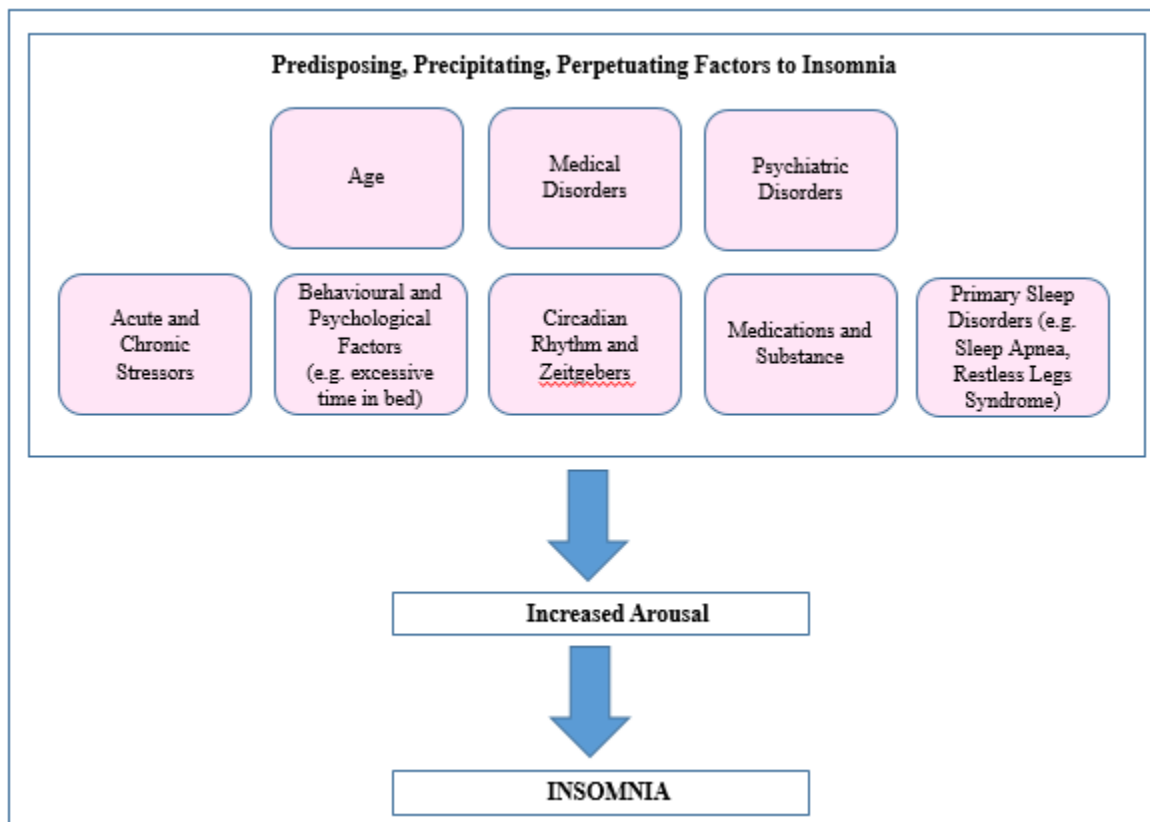 Predisposing, Precipitating, Perpetuating Factors to Insomnia
Age
Medical
Disorders
Psychiatric
Disorders
Acute and
Chronic
Stressors
Behavioural and
Psychological
Factors
(e.g. excessive
time in bed)
Circadian
Rhythm and
Zeitgebers
Medications and
Substance
Primary Sleep
Disorders (e.g.
Sleep Apnea,
Restless Legs
Syndrome)
Increased Arousal
INSOMNIA